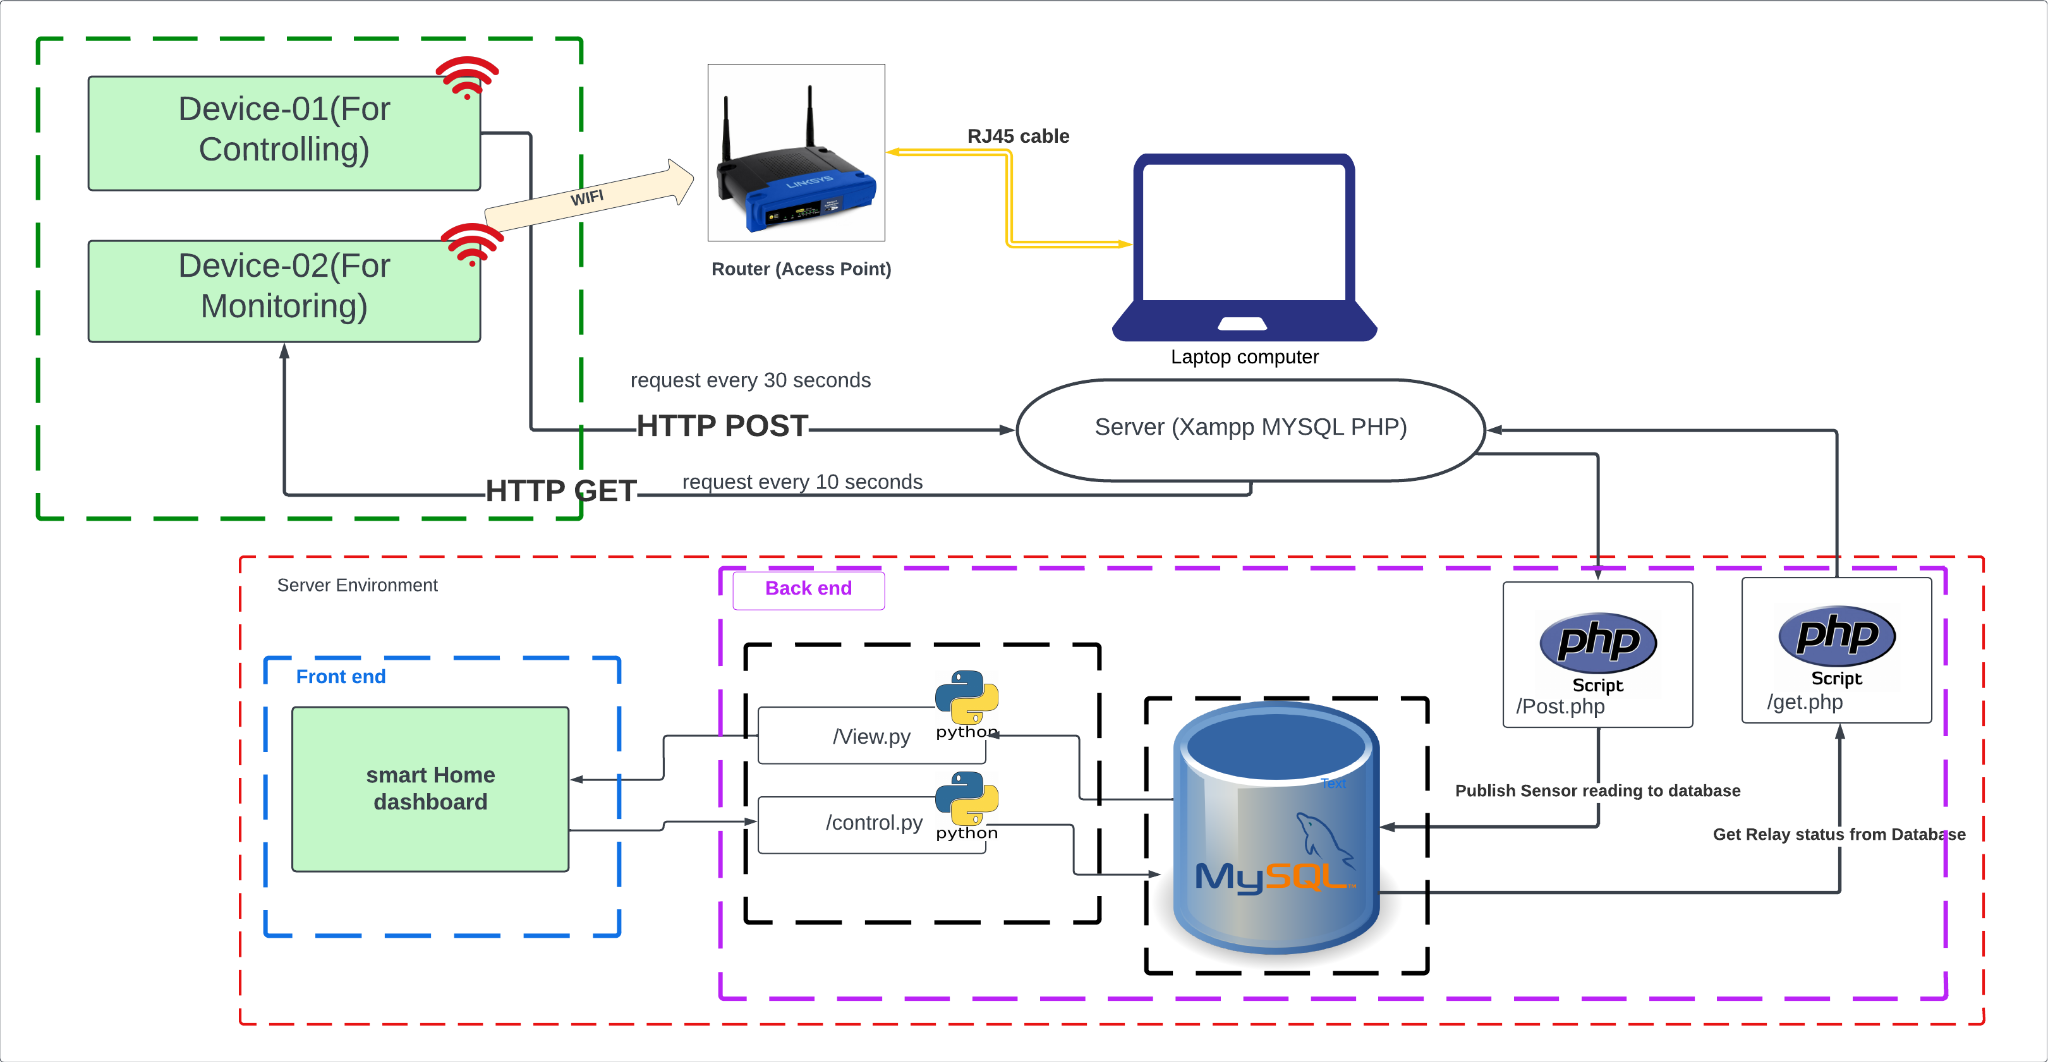 Device-01(For
Controlling)
Device-02(For
Monitoring)
WIFI
LINKSYS
Router (Acess Point)
RJ45 cable
Laptop computer
request every 30 seconds
HTTP POST
Server (Xampp MYSQL PHP)
HTTP GET
request every 10 seconds
Server Environment
Back end
Front end
smart Home
dashboard
/View.py
python
/control.py
python
Text
MySQL
php
Script
/Post.php
php
Script
/get.php
Publish Sensor reading to database
Get Relay status from Database